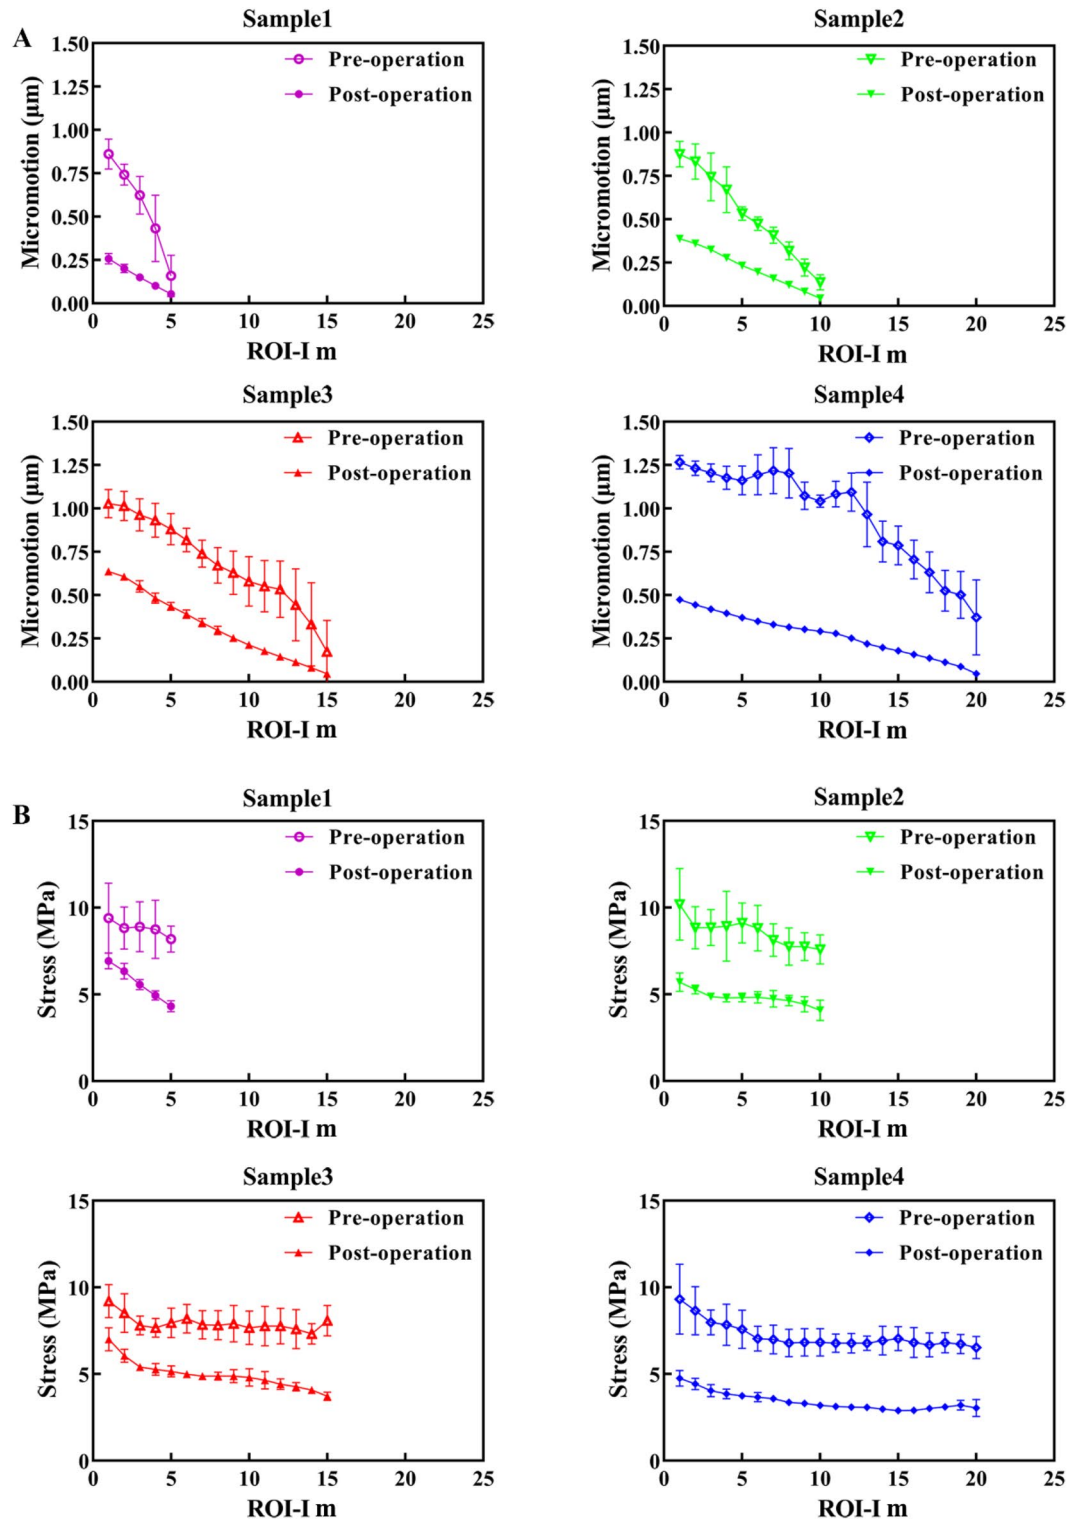 A
Sample1
1.50
1.25
1.00
0.75
0.50
0.25
0.00
Micromotion (μm)
Pre-operation
Post-operation
0 5 10 15 20 25
ROI-I m
Sample2
1.50
1.25
1.00
0.75
0.50
0.25
0.00
Micromotion (μm)
Pre-operation
Post-operation
0 5 10 15 20 25
ROI-I m
Sample3
1.50
1.25
1.00
0.75
0.50
0.25
0.00
Micromotion (μm)
Pre-operation
Post-operation
0 5 10 15 20 25
ROI-I m
Sample4
1.50
1.25
1.00
0.75
0.50
0.25
0.00
Micromotion (μm)
Pre-operation
Post-operation
0 5 10 15 20 25
ROI-I m
B
Sample1
15
10
5
0
Stress (MPa)
Pre-operation
Post-operation
0 5 10 15 20 25
ROI-I m
Sample2
15
10
5
0
Stress (MPa)
Pre-operation
Post-operation
0 5 10 15 20 25
ROI-I m
Sample3
15
10
5
0
Stress (MPa)
Pre-operation
Post-operation
0 5 10 15 20 25
ROI-I m
Sample4
15
10
5
0
Stress (MPa)
Pre-operation
Post-operation
0 5 10 15 20 25
ROI-I m